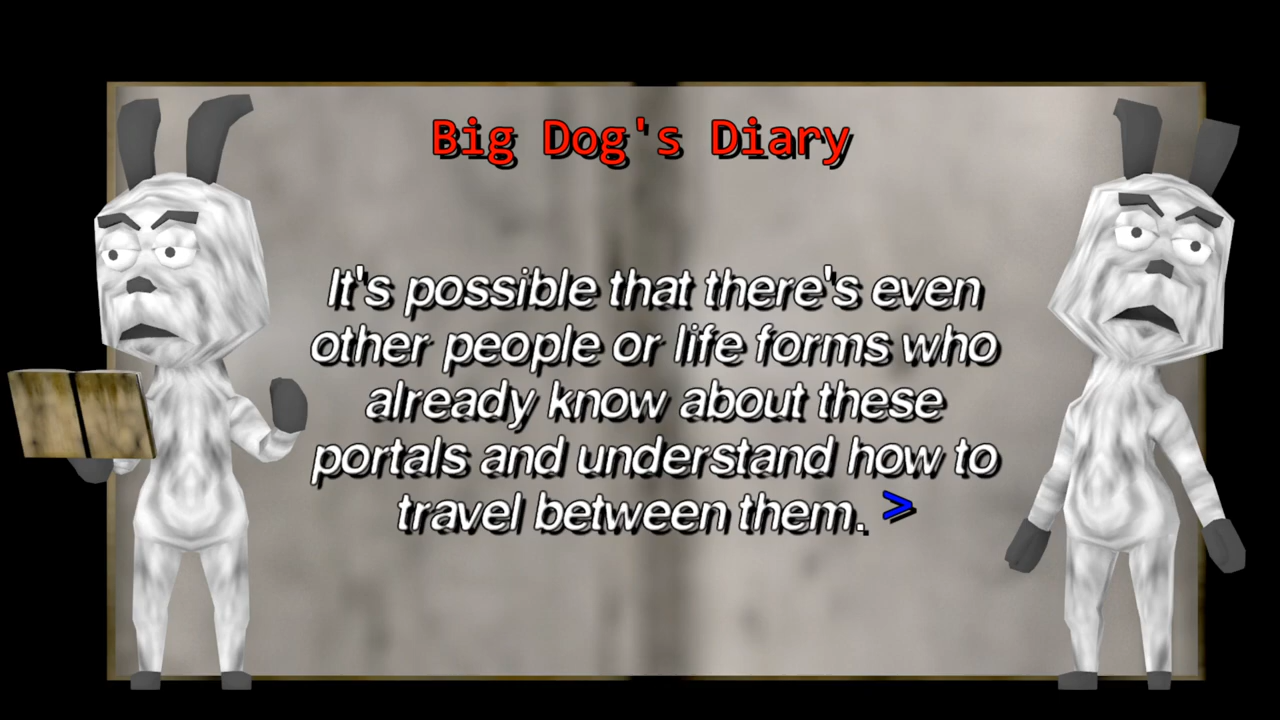 Big Dog's Diary
It's possible that there's even
other people or life forms who
already know about these
portals and understand how to
travel between them. >